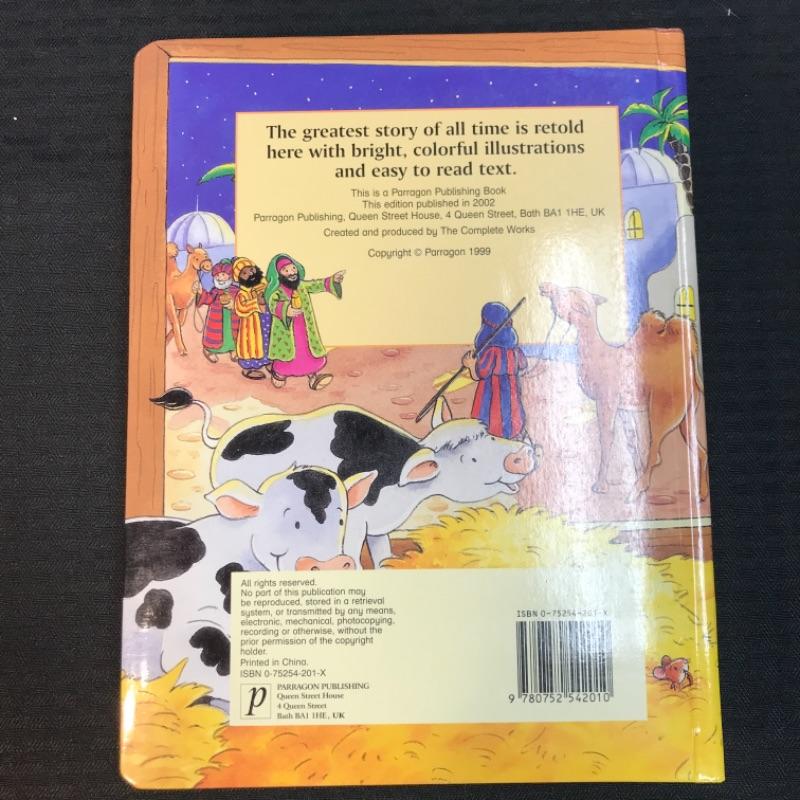 The greatest story of all time is retold
here with bright, colorful illustrations
and easy to read text.
This is a Parragon Publishing Book
This edition published in 2002
Parragon Publishing, Queen Street House, 4 Queen Street, Bath BA1 1HE, UK
Created and produced by The Complete Works
Copyright © Parragon 1999
All rights reserved.
No part of this publication may
be reproduced, stored in a retrieval
system, or transmitted by any means,
electronic, mechanical, photocopying,
recording or otherwise, without the
prior permission of the copyright
holder.
Printed in China.
ISBN 0-75254-201-X
p
PARRAGON PUBLISHING
Queen Street House
4 Queen Street
Bath BA1 1HE, UK
ISBN 0-75254-201-X
9 780752 542010